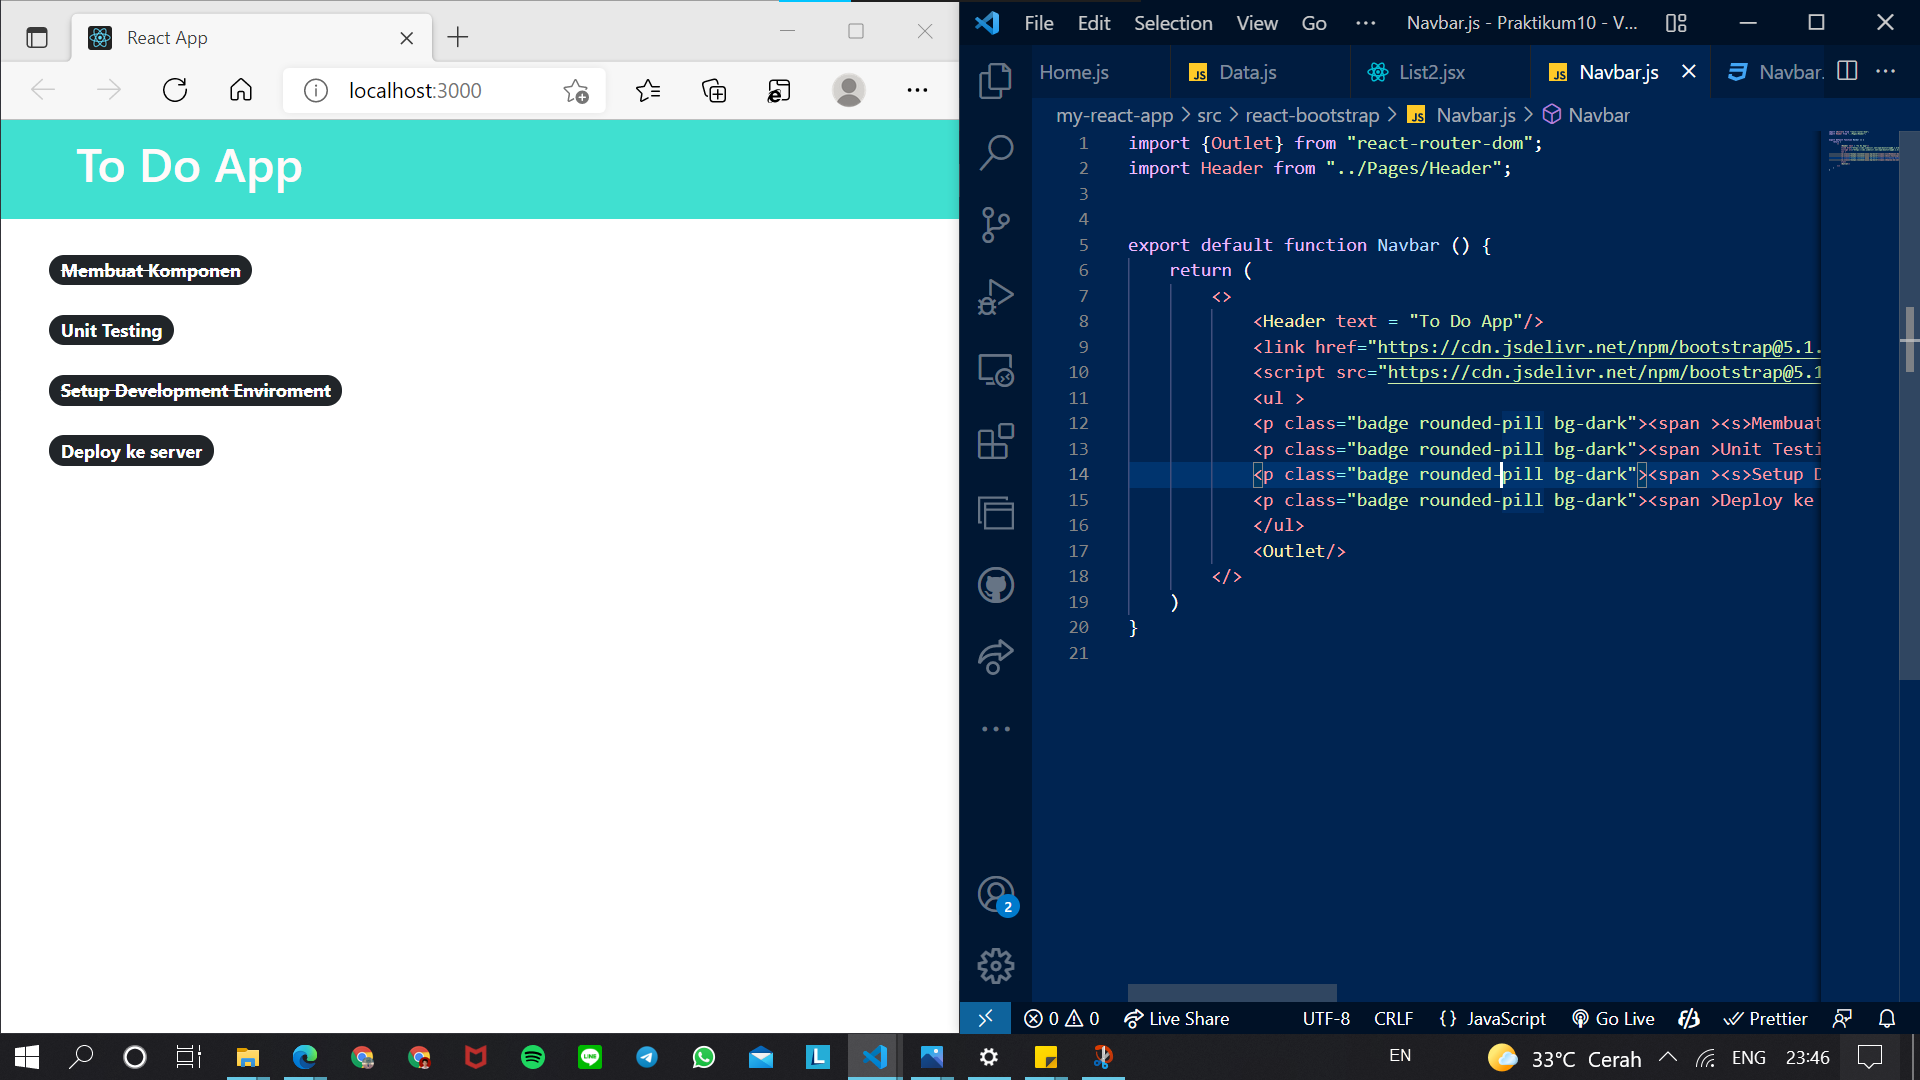 React App
localhost:3000
To Do App
Membuat Komponen
Unit Testing
Setup Development Enviroment
Deploy ke server
File Edit Selection View Go ··· Navbar.js - Praktikum10 - V...
Home.js Data.js List2.jsx Navbar.js Navbar.
my-react-app > src > react-bootstrap > JS Navbar.js > Navbar
1 import {Outlet} from "react-router-dom";
2 import Header from "../Pages/Header";
3
4
5 export default function Navbar () {
6 return (
7 <>
8 <Header text = "To Do App"/>
9 <link href="https://cdn.jsdelivr.net/npm/bootstrap@5.1.
10 <script src="https://cdn.jsdelivr.net/npm/bootstrap@5.1
11 <ul >
12 <p class="badge rounded-pill bg-dark"><span ><s>Membuat
13 <p class="badge rounded-pill bg-dark"><span >Unit Testi
14 <p class="badge rounded-pill bg-dark"><span ><s>Setup D
15 <p class="badge rounded-pill bg-dark"><span >Deploy ke
16 </ul>
17 <Outlet/>
18 </>
19 )
20 }
21
2
0 0 Live Share UTF-8 CRLF {} JavaScript Go Live Prettier
EN 33°C Cerah ENG 23:46